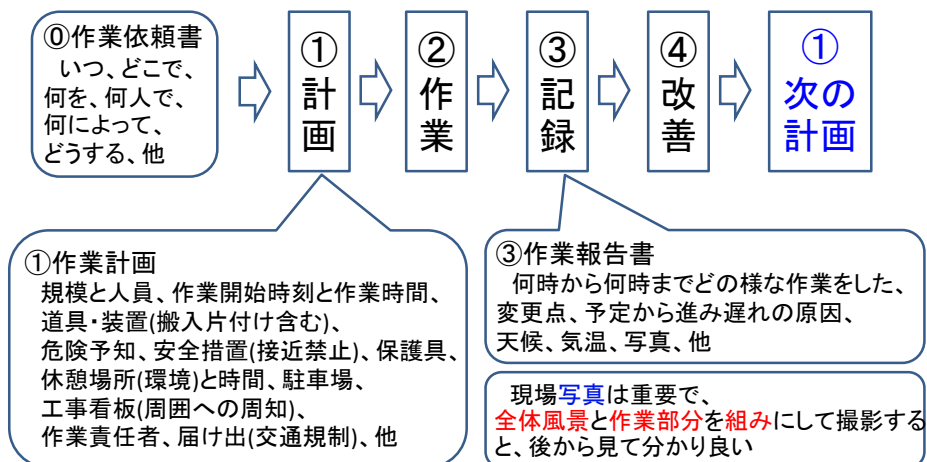 ⓪作業依頼書
いつ、どこで、
何を、何人で、
何によって、
どうする、他
①
計
画
②
作
業
③
記
録
④
改
善
①
次の
計画
①作業計画
規模と人員、作業開始時刻と作業時間、
道具・装置(搬入片付け含む)、
危険予知、安全措置(接近禁止)、保護具、
休憩場所(環境)と時間、駐車場、
工事看板(周囲への周知)、
作業責任者、届け出(交通規制)、他
③作業報告書
何時から何時までどの様な作業をした、
変更点、予定から進み遅れの原因、
天候、気温、写真、他
現場写真は重要で、
全体風景と作業部分を組みにして撮影する
と、後から見て分かり良い